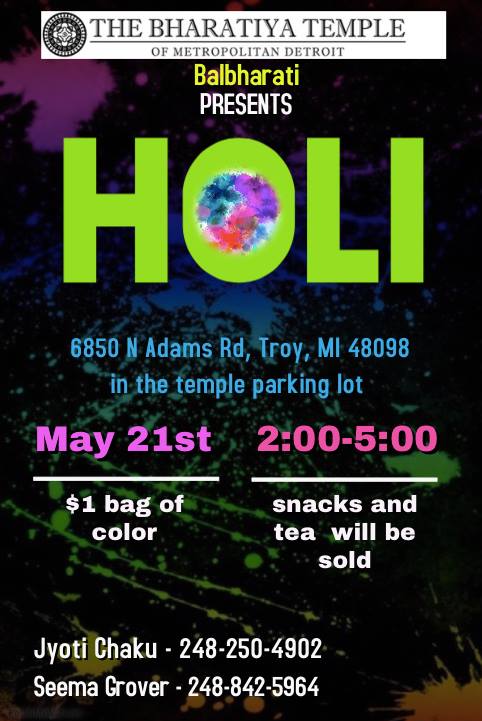 THE BHARATIYA TEMPLE
OF METROPOLITAN DETROIT
Balbharati
PRESENTS
HOLI
6850 N Adams Rd, Troy, MI 48098
in the temple parking lot
May 21st 2:00-5:00
$1 bag of
color
snacks and
tea will be
sold
Jyoti Chaku - 248-250-4902
Seema Grover - 248-842-5964